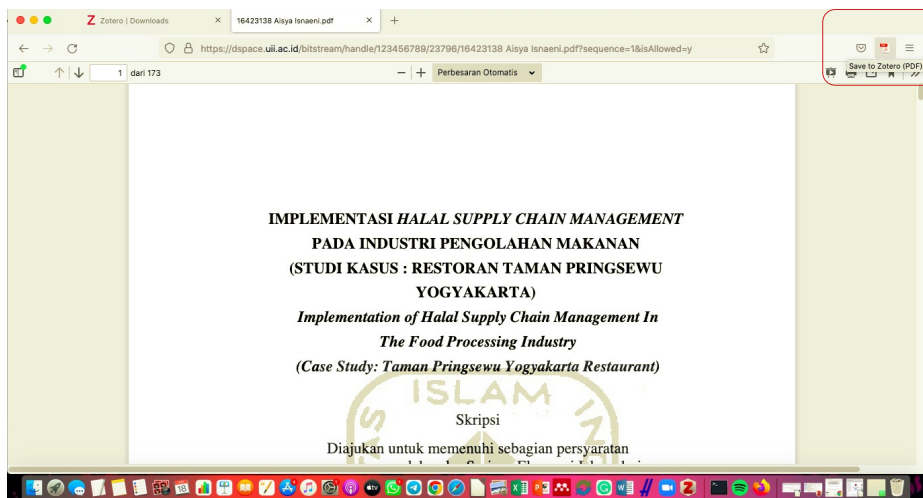 Zotero | Downloads
16423138 Aisya Isnaeni.pdf
https://dspace.uii.ac.id/bitstream/handle/123456789/23796/16423138 Aisya Isnaeni.pdf?sequence=1&isAllowed=y
1 dari 173
Perbesaran Otomatis
Save to Zotero (PDF)
IMPLEMENTASI HALAL SUPPLY CHAIN MANAGEMENT
PADA INDUSTRI PENGOLAHAN MAKANAN
(STUDI KASUS : RESTORAN TAMAN PRINGSEWU
YOGYAKARTA)
Implementation of Halal Supply Chain Management In
The Food Processing Industry
(Case Study: Taman Pringsewu Yogyakarta Restaurant)
ISLAM
Skripsi
Diajukan untuk memenuhi sebagian persyaratan